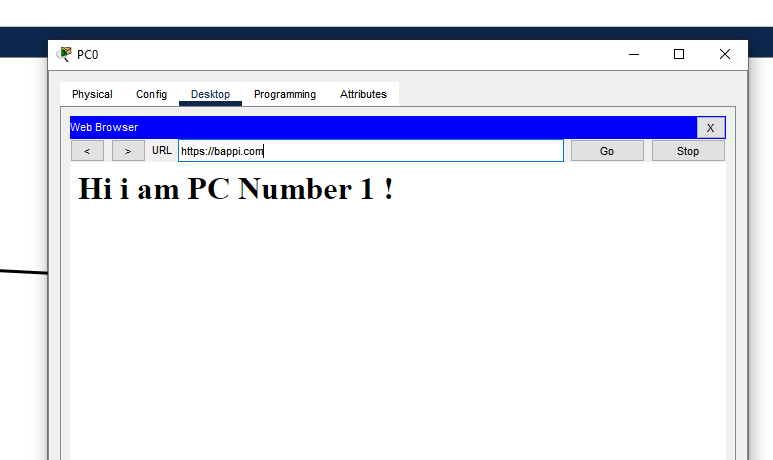 PC0
Physical Config Desktop Programming Attributes
Web Browser X
< > URL https://bappi.com Go Stop
Hi i am PC Number 1 !